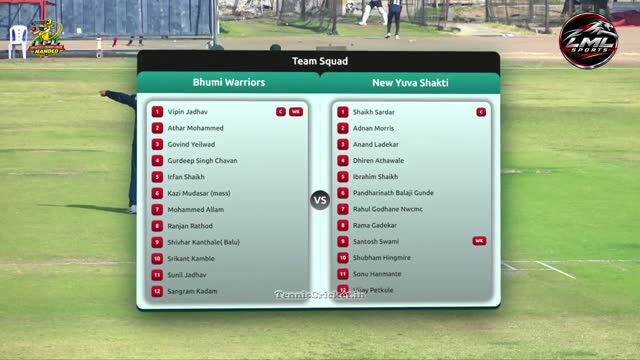 NANDED
LML
SPORTS
Team Squad
Bhumi Warriors
New Yuva Shakti
1 Vipin Jadhav C WK
2 Athar Mohammed
3 Govind Yeilwad
4 Gurdeep Singh Chavan
5 Irfan Shaikh
6 Kazi Mudasar (mass)
7 Mohammed Allam
8 Ranjan Rathod
9 Shivhar Kanthale( Balu)
10 Srikant Kamble
11 Sunil Jadhav
12 Sangram Kadam
VS
1 Shaikh Sardar C
2 Adnan Morris
3 Anand Ladekar
4 Dhiren Athawale
5 Ibrahim Shaikh
6 Pandharinath Balaji Gunde
7 Rahul Godhane Nwcmc
8 Rama Gadekar
9 Santosh Swami WK
10 Shubham Hingmire
11 Sonu Hanmante
12 Vijay Petkule
TennisCricket.in